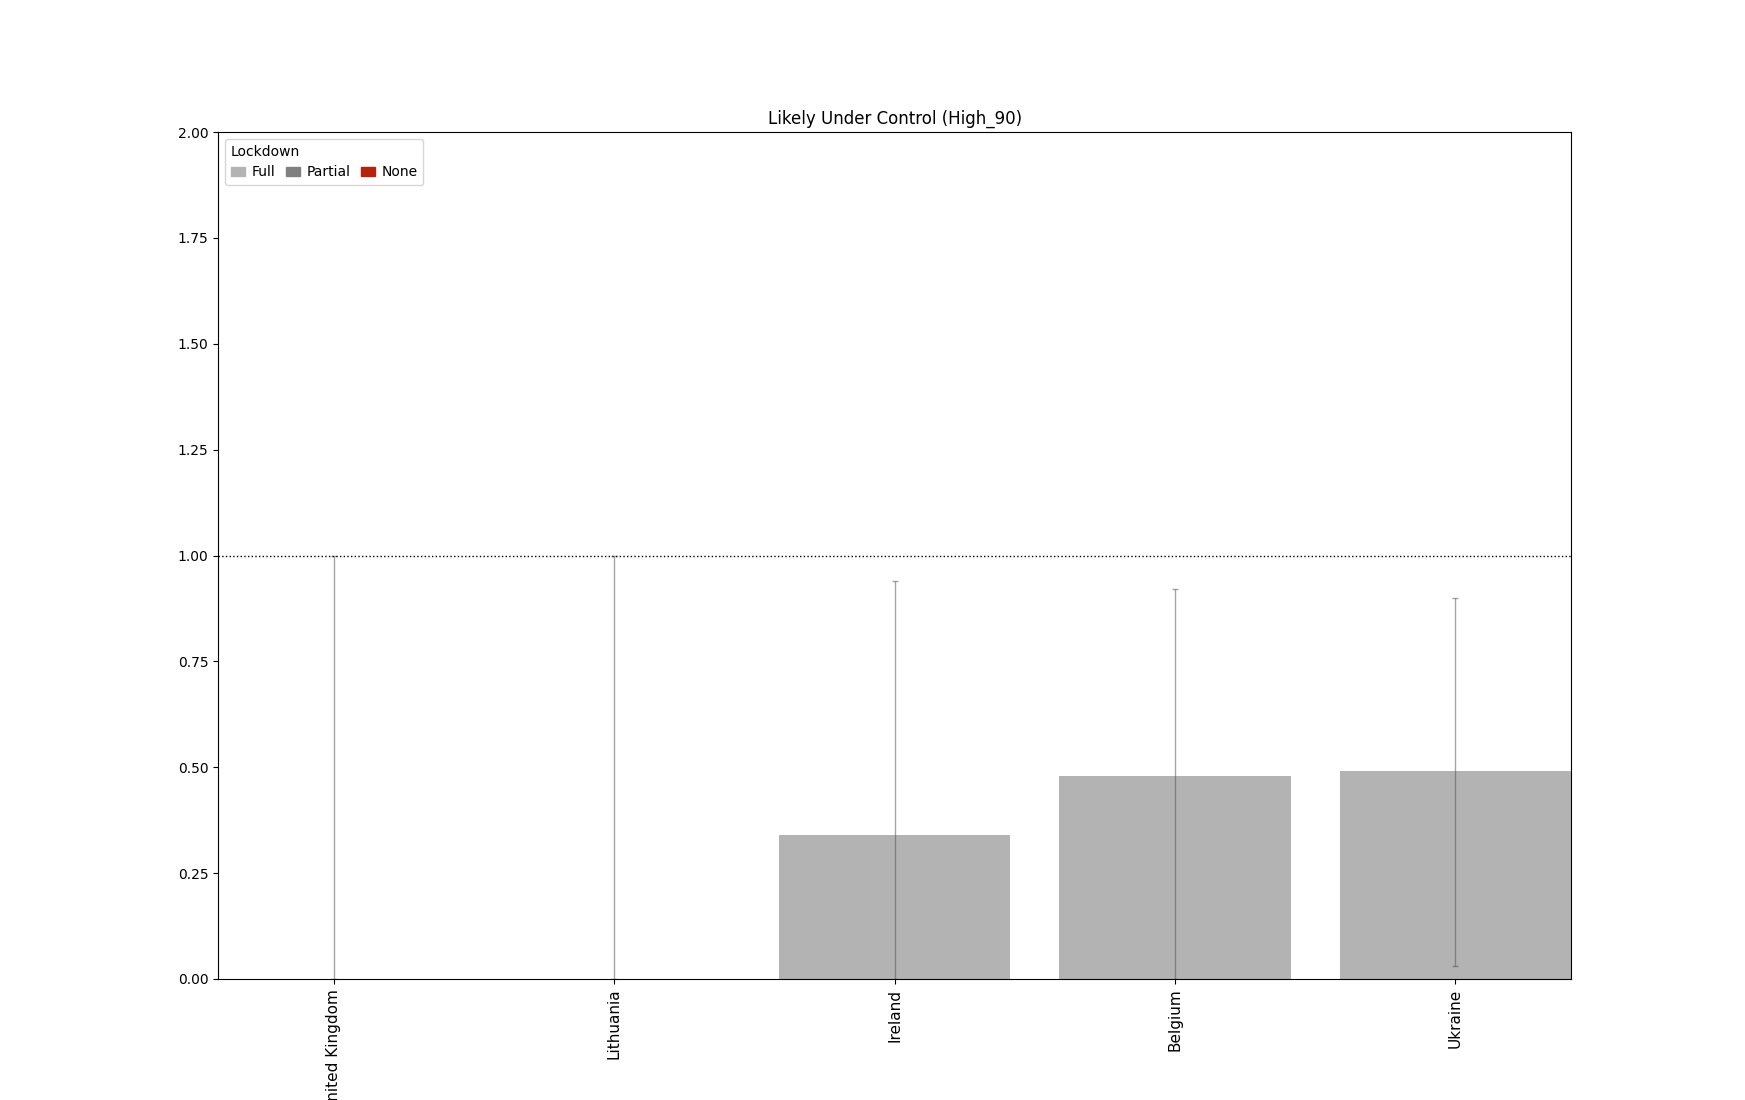 Likely Under Control (High_90)
2.00
Lockdown
Full Partial None
1.75
1.50
1.25
1.00
0.75
0.50
0.25
0.00
nited Kingdom
Lithuania
Ireland
Belgium
Ukraine